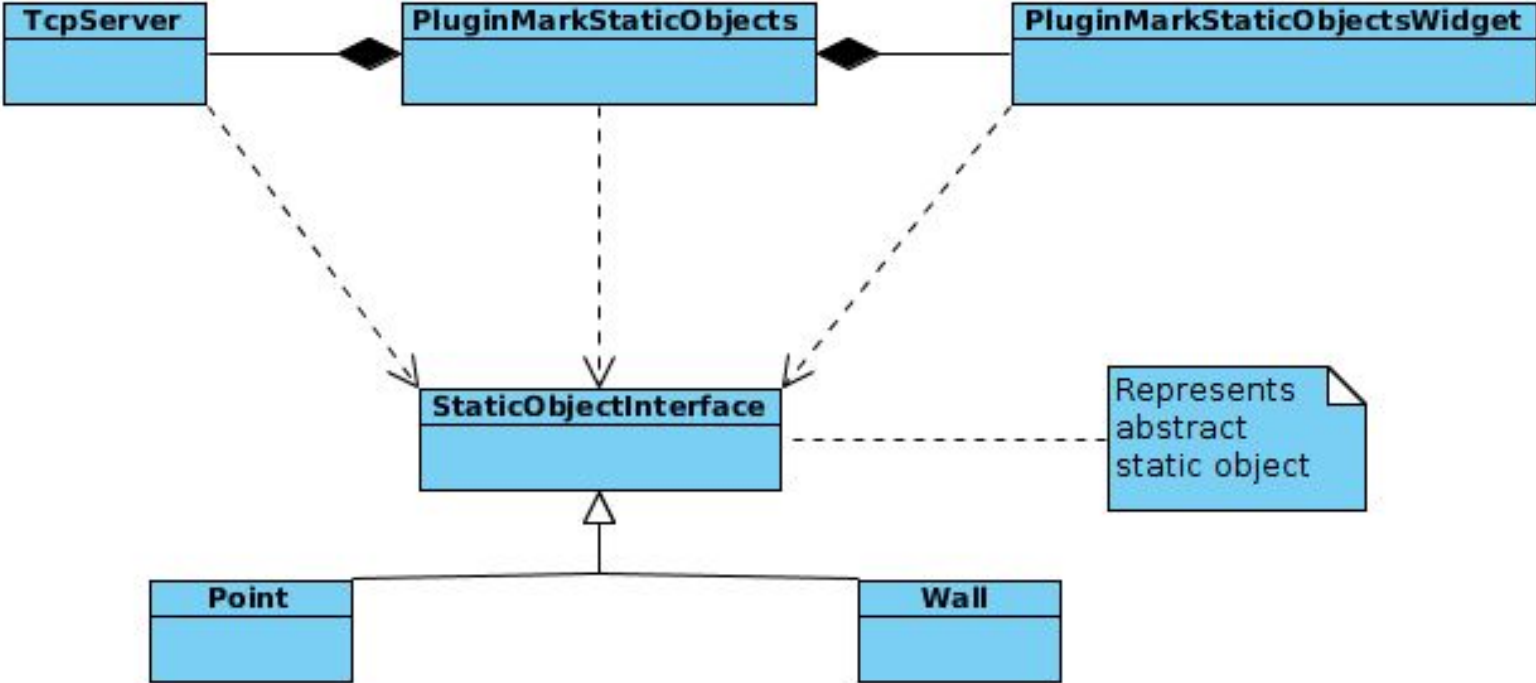 TcpServer
PluginMarkStaticObjects
PluginMarkStaticObjectsWidget
StaticObjectInterface
Represents
abstract
static object
Point
Wall